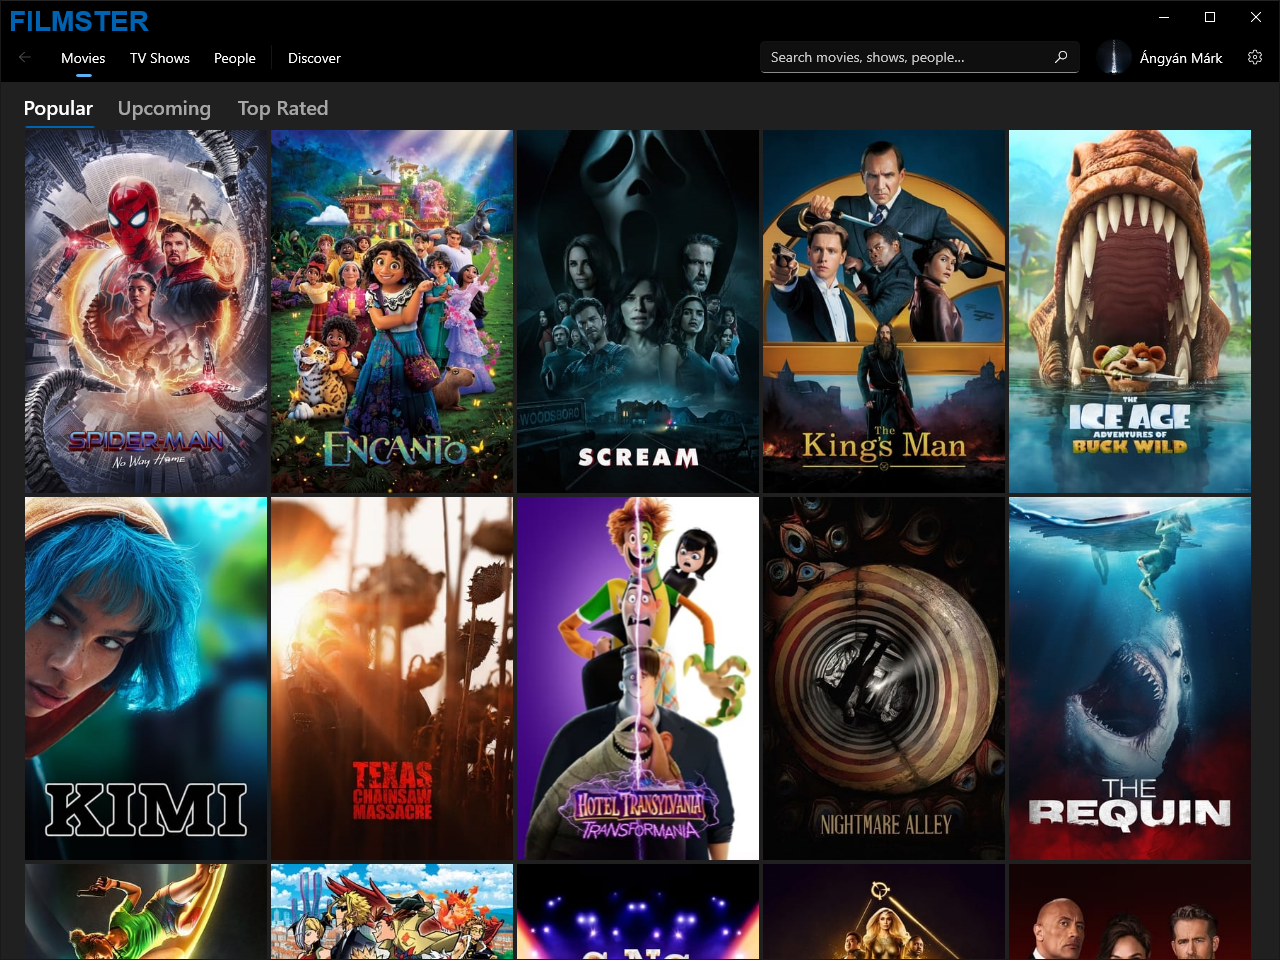 FILMSTER
Movies
TV Shows
People
Discover
Search movies, shows, people...
Ángyán Márk
Popular
Upcoming
Top Rated
SPIDER-MAN
No Way Home
ENCANTO
WOODSBORO
SCREAM
The
King's Man
THE
ICE AGE
ADVENTURES OF
BUCK WILD
KIMI
TEXAS
CHAINSAW
MASSACRE
HOTEL TRANSYLVANIA
TRANSFORMANIA
NIGHTMARE ALLEY
THE
REQUIN